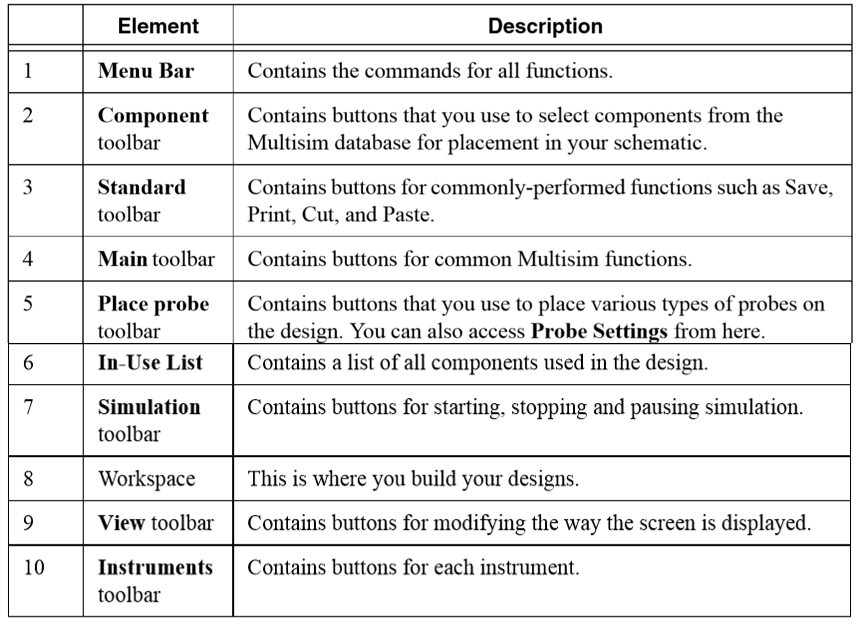 Element Description
1 Menu Bar Contains the commands for all functions.
2 Component Contains buttons that you use to select components from the
toolbar Multisim database for placement in your schematic.
3 Standard Contains buttons for commonly-performed functions such as Save,
toolbar Print, Cut, and Paste.
4 Main toolbar Contains buttons for common Multisim functions.
5 Place probe Contains buttons that you use to place various types of probes on
toolbar the design. You can also access Probe Settings from here.
6 In-Use List Contains a list of all components used in the design.
7 Simulation Contains buttons for starting, stopping and pausing simulation.
toolbar
8 Workspace This is where you build your designs.
9 View toolbar Contains buttons for modifying the way the screen is displayed.
10 Instruments Contains buttons for each instrument.
toolbar